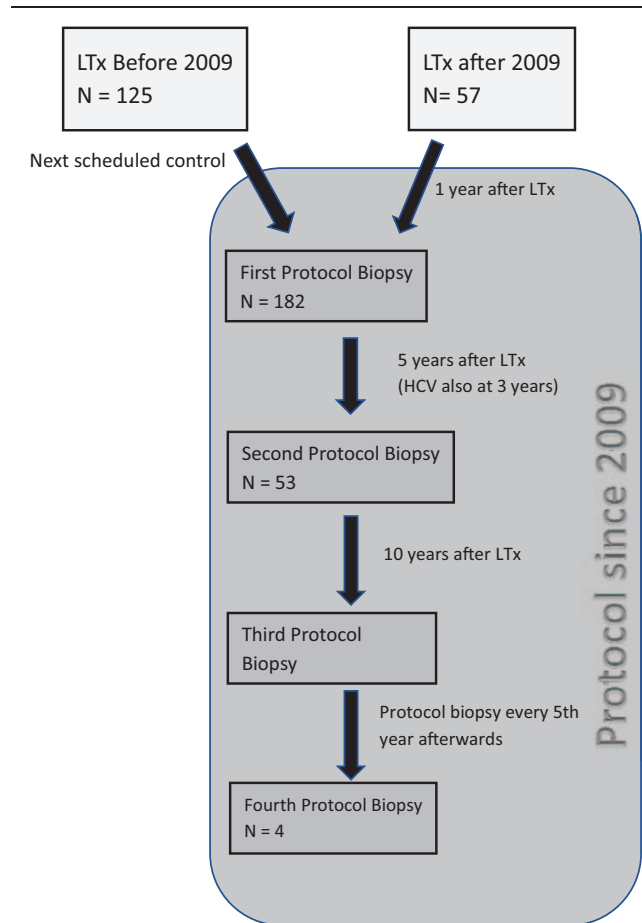 LTx Before 2009
N = 125
LTx after 2009
N= 57
Next scheduled control
1 year after LTx
First Protocol Biopsy
N = 182
5 years after LTx
(HCV also at 3 years)
Second Protocol Biopsy
N = 53
10 years after LTx
Third Protocol
Biopsy
Protocol biopsy every 5th
year afterwards
Fourth Protocol Biopsy
N = 4
Protocol since 2009